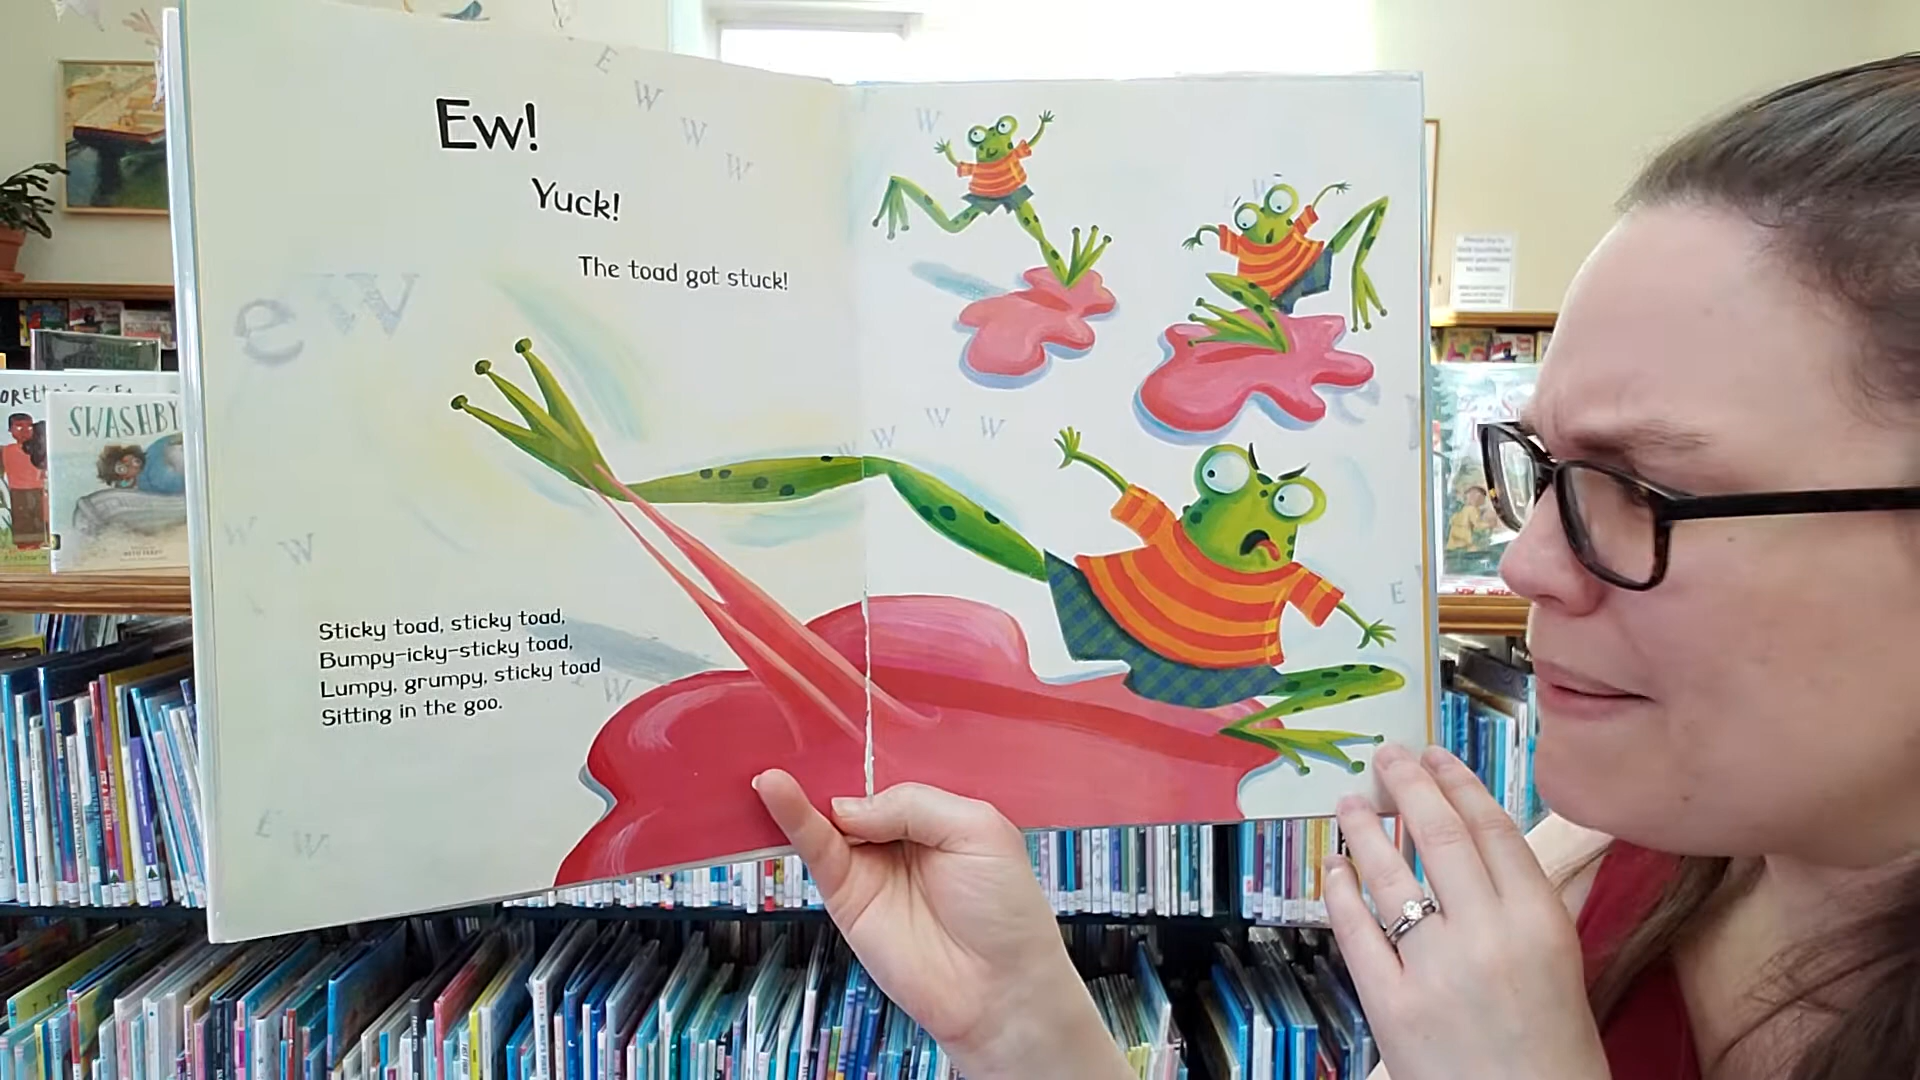 Ew!
Yuck!
The toad got stuck!
Sticky toad, sticky toad,
Bumpy-icky-sticky toad,
Lumpy, grumpy, sticky toad
Sitting in the goo.
E W W W
W
ew
W W W
W W
W
E W
E
SWASHBY